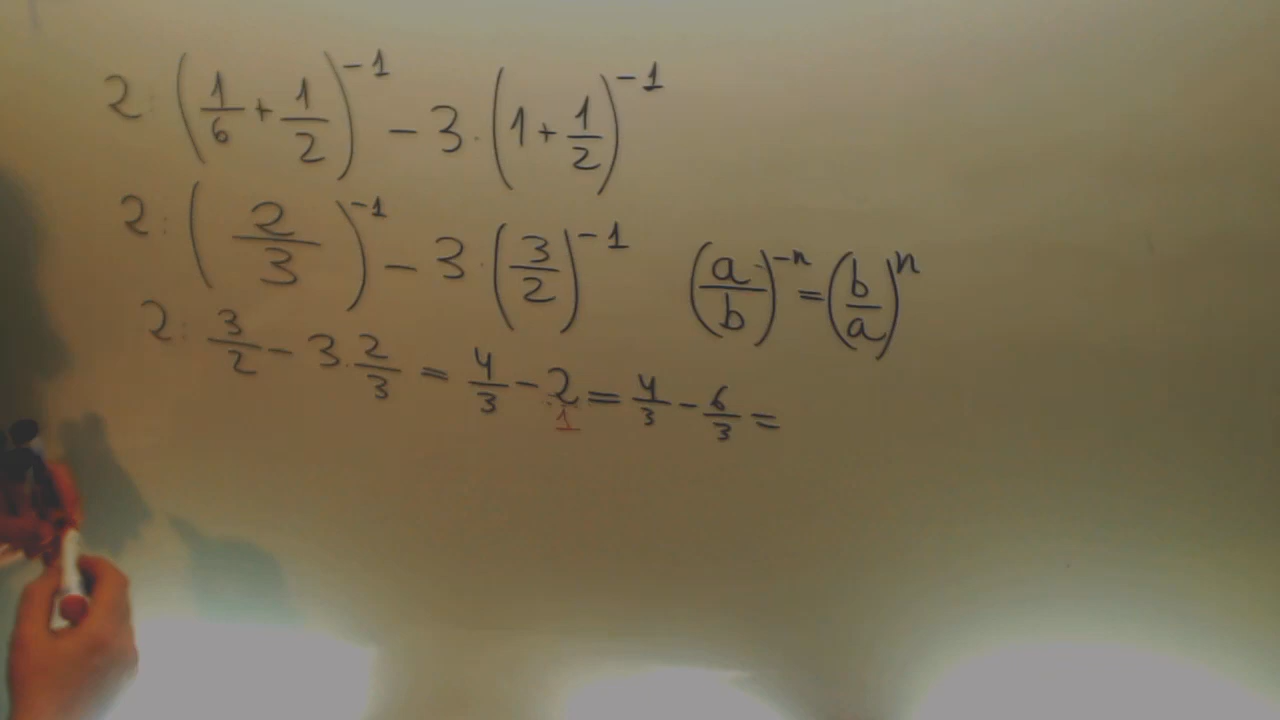 2 : (1/6 + 1/2)^-1 - 3 · (1 + 1/2)^-1
2 : (2/3)^-1 - 3 · (3/2)^-1
(a/b)^-n = (b/a)^n
2 : 3/2 - 3 · 2/3 = 4/3 - 2/1 = 4/3 - 6/3 =